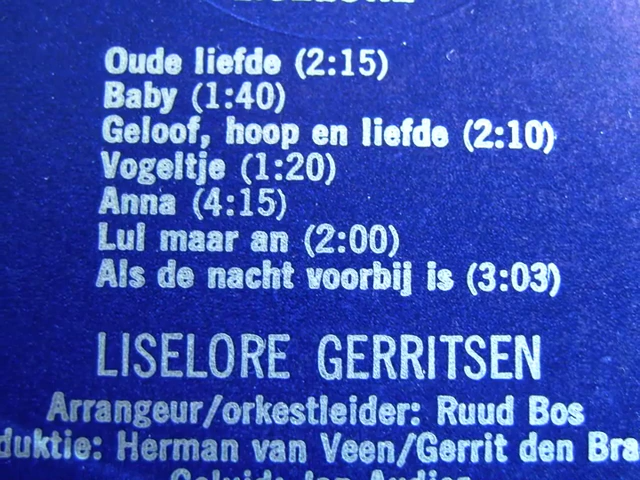 Oude liefde (2:15)
Baby (1:40)
Geloof, hoop en liefde (2:10)
Vogeltje (1:20)
Anna (4:15)
Lul maar an (2:00)
Als de nacht voorbij is (3:03)
LISELORE GERRITSEN
Arrangeur/orkestleider: Ruud Bos
duktie: Herman van Veen/Gerrit den Bra